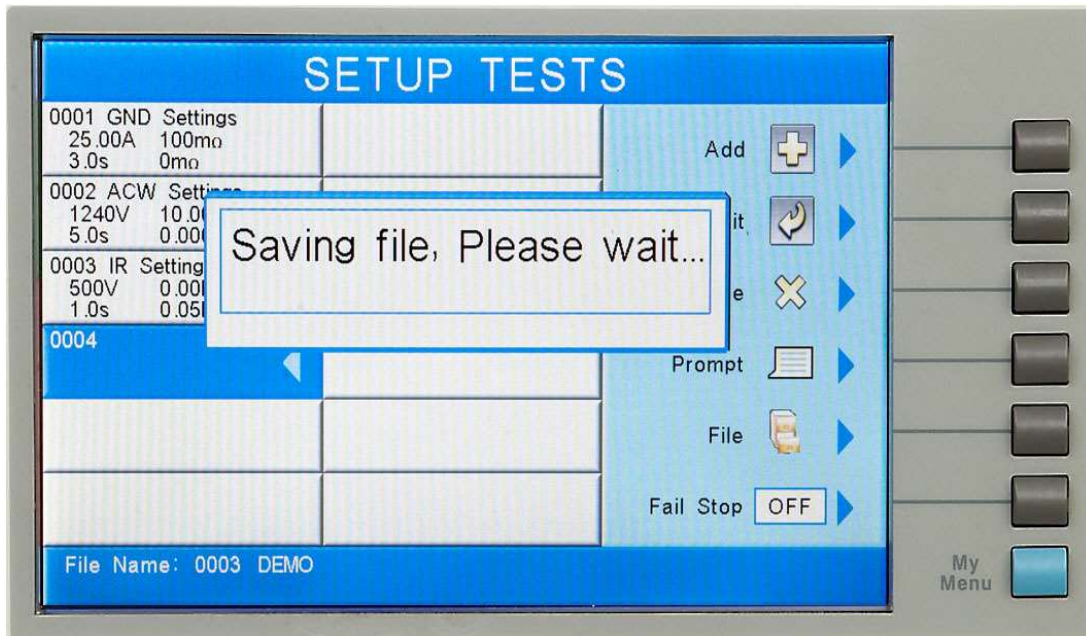 SETUP TESTS
0001 GND Settings
25.00A 100mΩ
3.0s 0mΩ
0002 ACW
1240V
5.0s
0003 IR
500V
1.0s
0004
Saving file, Please wait...
Add
Prompt
File
Fail Stop OFF
File Name: 0003 DEMO
My
Menu